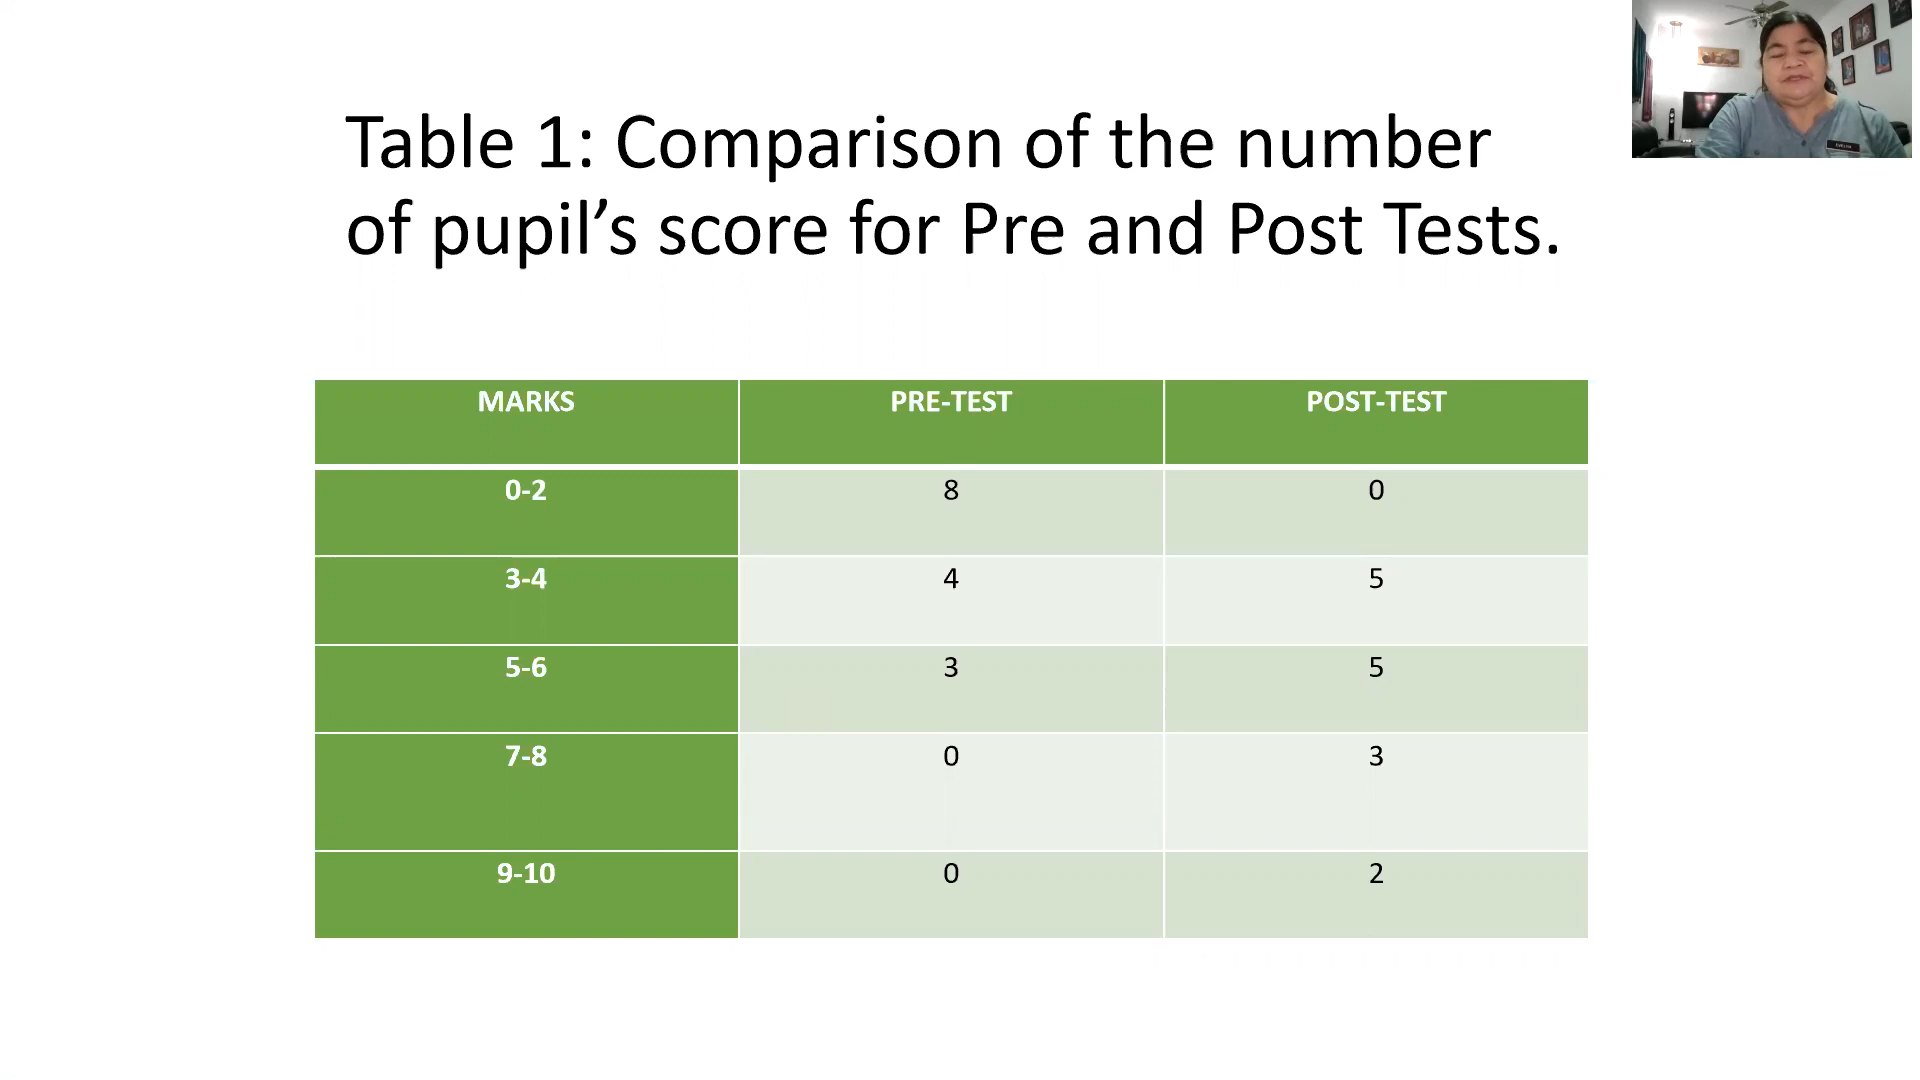 Table 1: Comparison of the number
of pupil’s score for Pre and Post Tests.
MARKS PRE-TEST POST-TEST
0-2 8 0
3-4 4 5
5-6 3 5
7-8 0 3
9-10 0 2